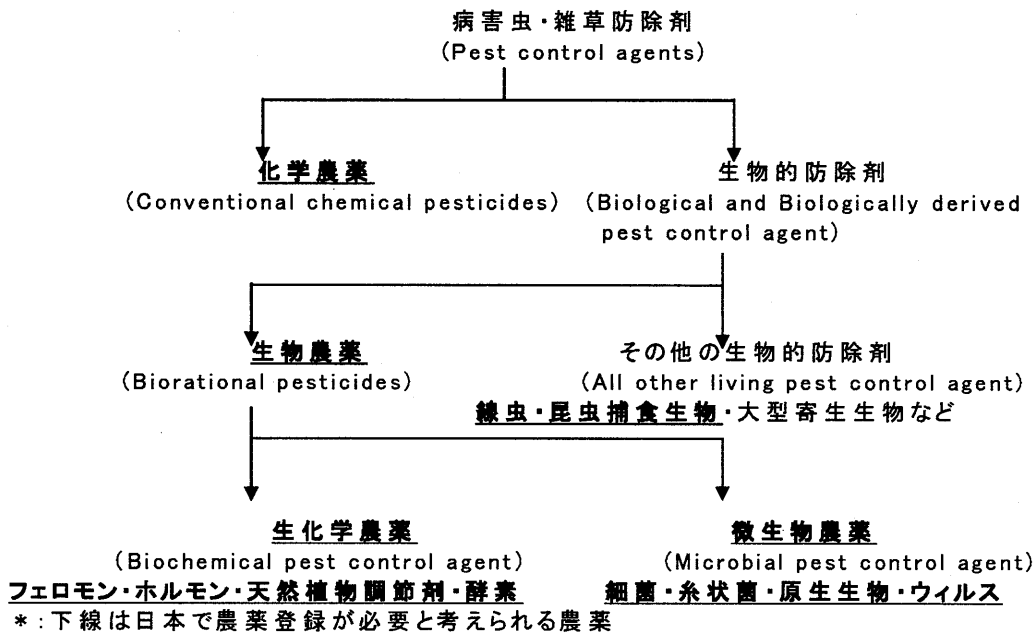 病害虫・雑草防除剤
(Pest control agents)
化学農薬
(Conventional chemical pesticides)
生物的防除剤
(Biological and Biologically derived
pest control agent)
生物農薬
(Biorational pesticides)
その他の生物的防除剤
(All other living pest control agent)
線虫・昆虫捕食生物・大型寄生生物など
生化学農薬
(Biochemical pest control agent)
フェロモン・ホルモン・天然植物調節剤・酵素
微生物農薬
(Microbial pest control agent)
細菌・糸状菌・原生生物・ウィルス
*:下線は日本で農薬登録が必要と考えられる農薬